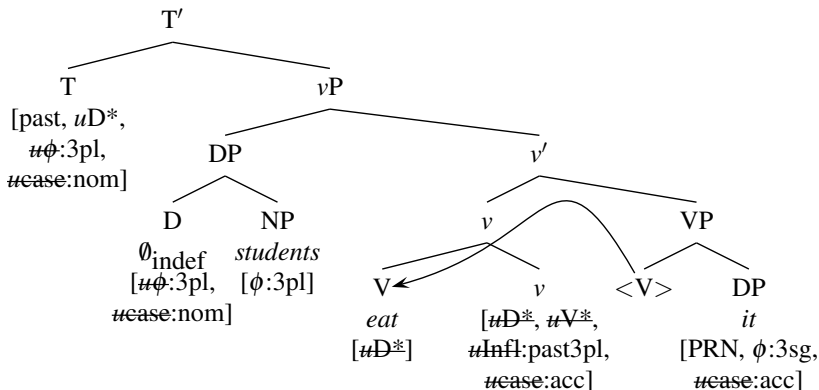 T′
T vP
[past, uD*,
uϕ:3pl,
ucase:nom]
DP v′
D NP v VP
∅indef students
[uϕ:3pl, [ϕ:3pl]
ucase:nom]
V v <V> DP
eat [uD*, uV*, it
[uD*] uInfl:past3pl, [PRN, ϕ:3sg,
ucase:acc] ucase:acc]